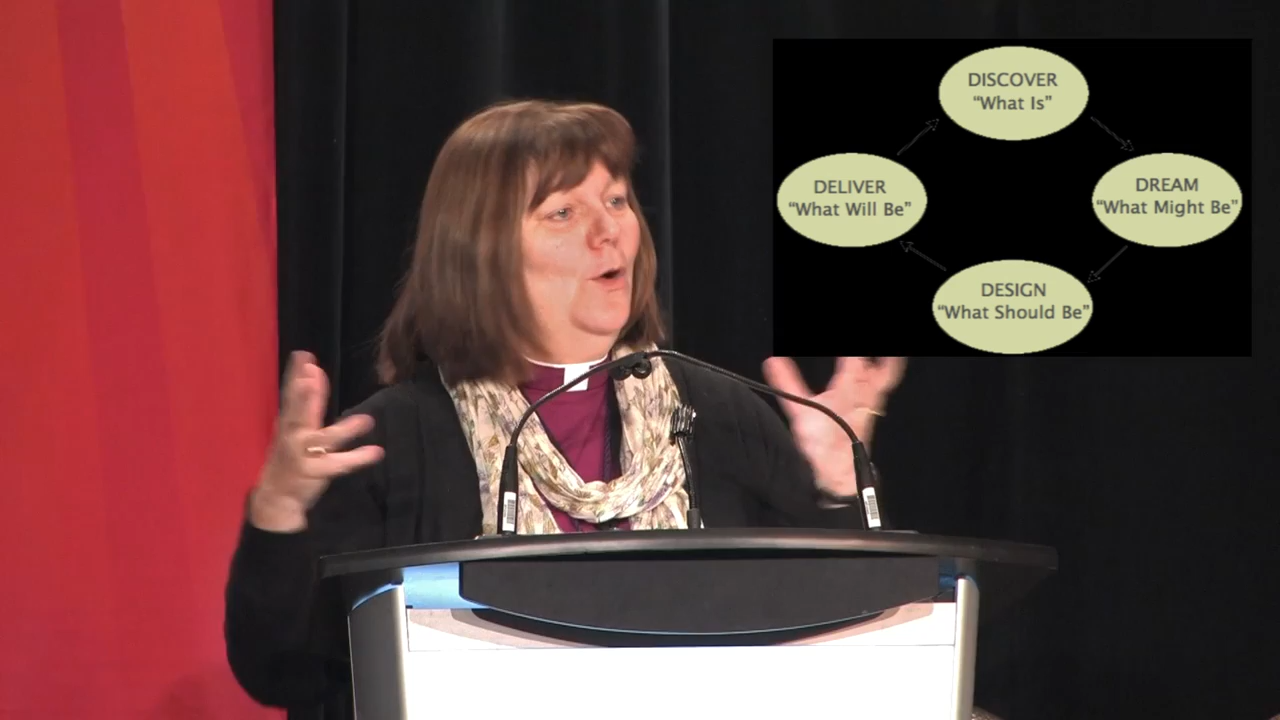 DISCOVER
“What Is”
DELIVER
“What Will Be”
DREAM
“What Might Be”
DESIGN
“What Should Be”